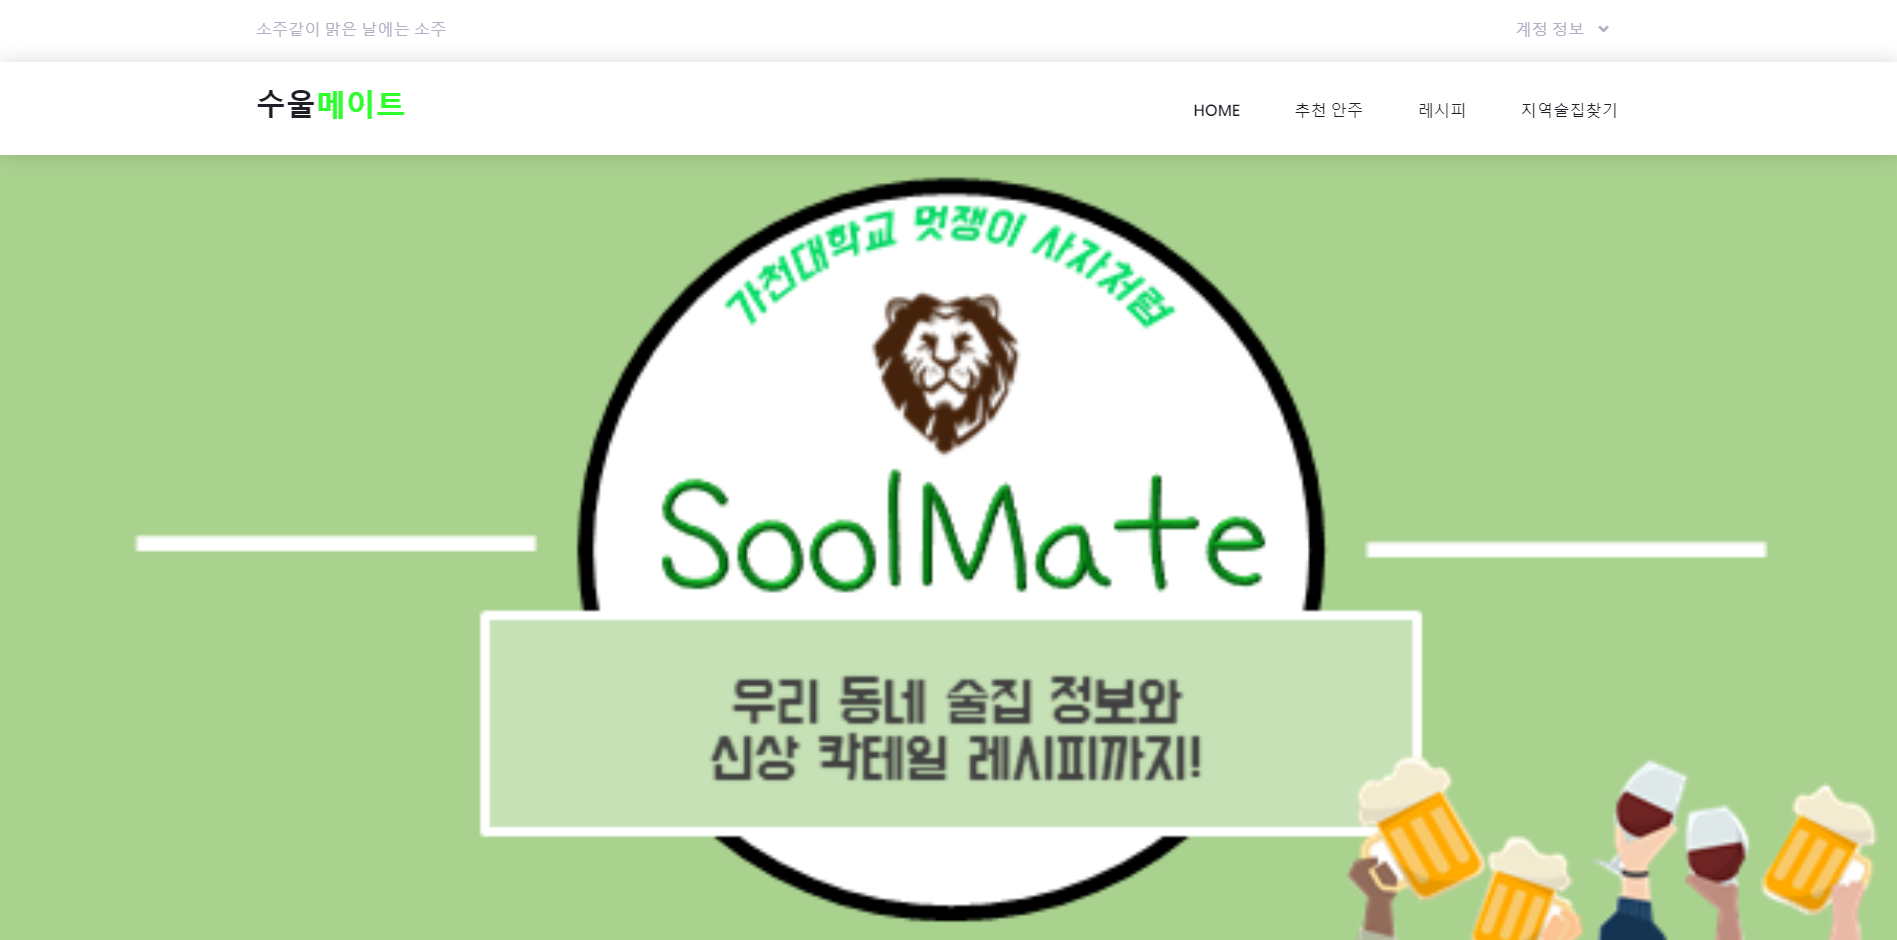 소주같이 맑은 날에는 소주
계정 정보
수울메이트
HOME 추천 안주 레시피 지역술집찾기
가천대학교 멋쟁이 사자처럼
SoolMate
우리 동네 술집 정보와
신상 칵테일 레시피까지!